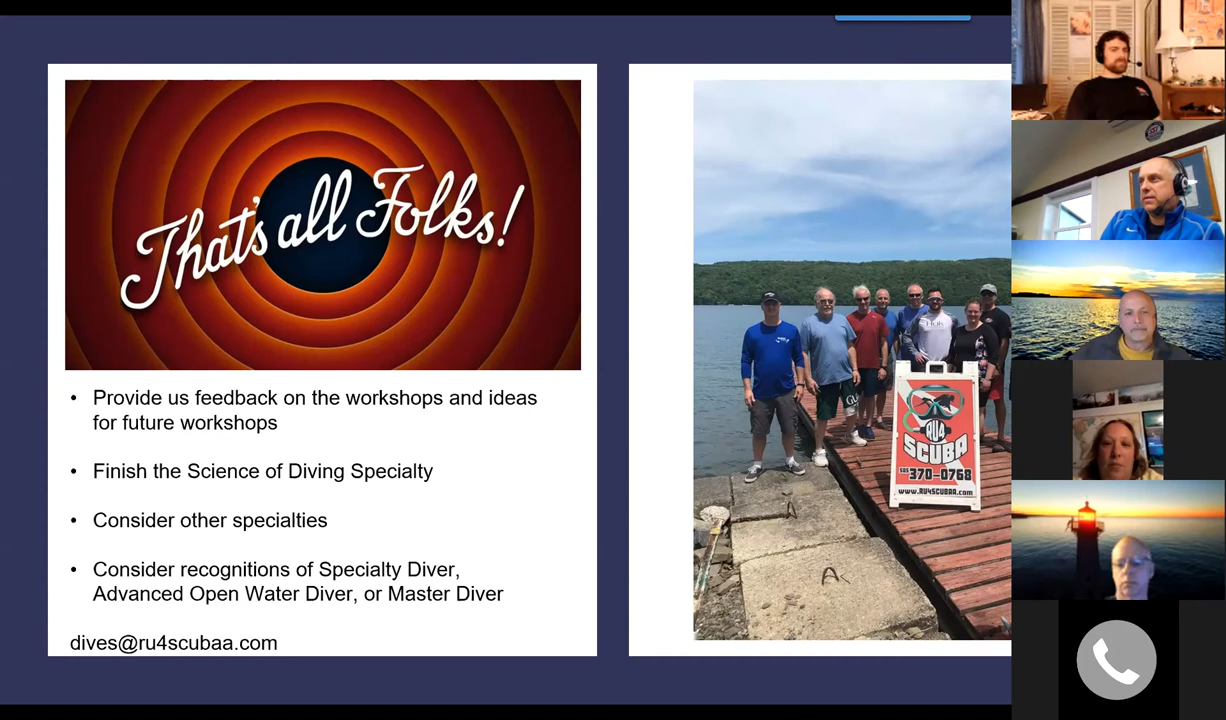 That's all Folks!
• Provide us feedback on the workshops and ideas
for future workshops
• Finish the Science of Diving Specialty
• Consider other specialties
• Consider recognitions of Specialty Diver,
Advanced Open Water Diver, or Master Diver
dives@ru4scubaa.com
RU4
SCUBA
585 370-0768
www.RU4SCUBAA.com